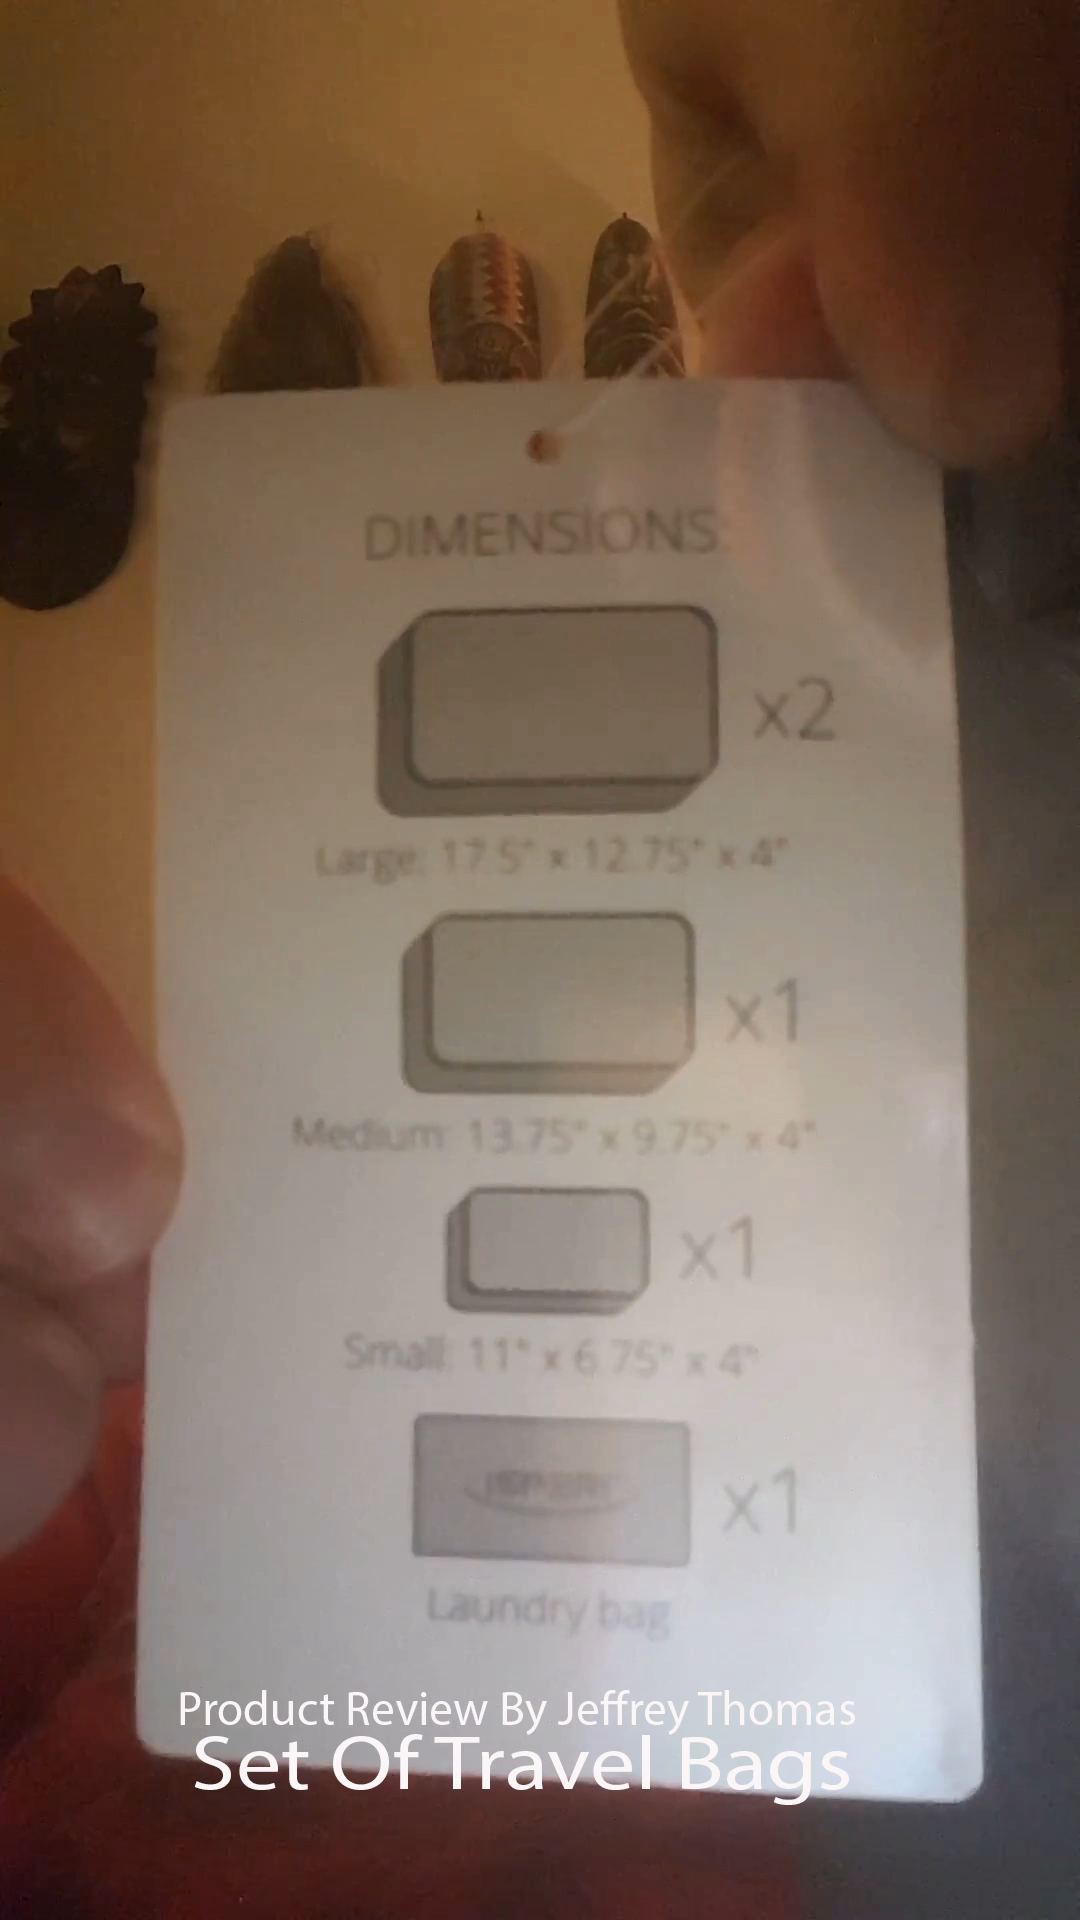 DIMENSIONS
x2
Large: 17.5" x 12.75" x 4"
x1
Medium: 13.75" x 9.75" x 4"
x1
Small: 11" x 6.75" x 4"
x1
Laundry bag
Product Review By Jeffrey Thomas
Set Of Travel Bags